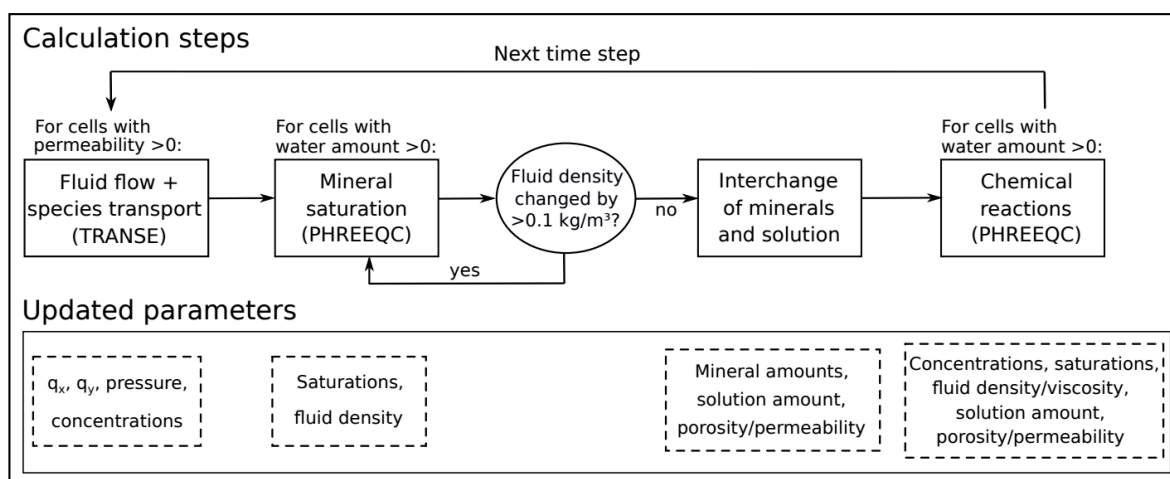 Calculation steps
Next time step
For cells with
permeability >0:
Fluid flow +
species transport
(TRANSE)
For cells with
water amount >0:
Mineral
saturation
(PHREEQC)
Fluid density
changed by
>0.1 kg/m³?
yes
no
Interchange
of minerals
and solution
For cells with
water amount >0:
Chemical
reactions
(PHREEQC)
Updated parameters
qₓ, q_y, pressure,
concentrations
Saturations,
fluid density
Mineral amounts,
solution amount,
porosity/permeability
Concentrations, saturations,
fluid density/viscosity,
solution amount,
porosity/permeability